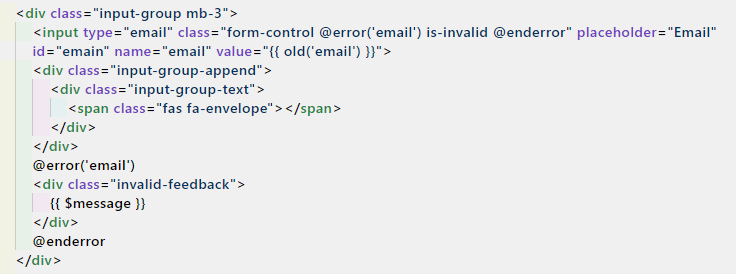 <div class="input-group mb-3">
<input type="email" class="form-control @error('email') is-invalid @enderror" placeholder="Email"
id="emain" name="email" value="{{ old('email') }}">
<div class="input-group-append">
<div class="input-group-text">
<span class="fas fa-envelope"></span>
</div>
</div>
@error('email')
<div class="invalid-feedback">
{{ $message }}
</div>
@enderror
</div>